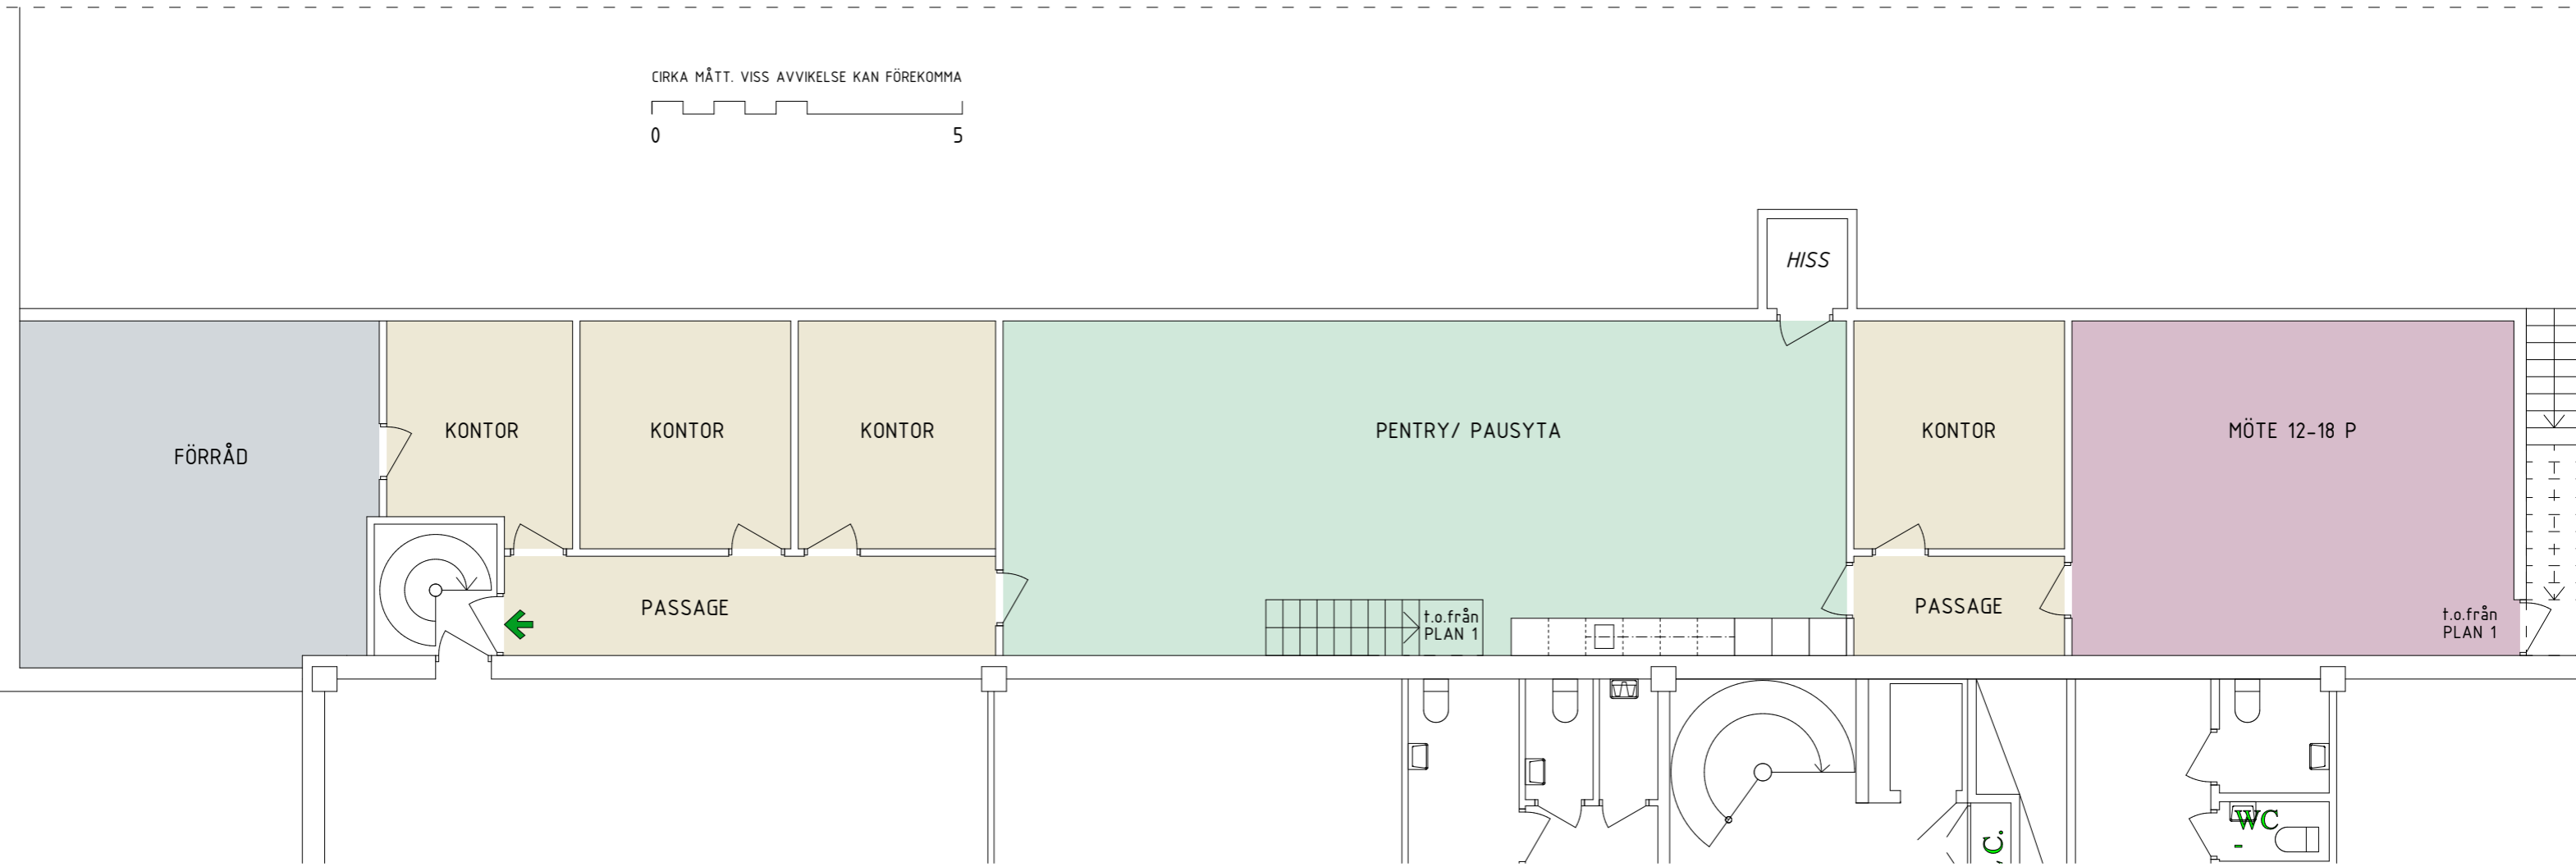 CIRKA MÅTT. VISS AVVIKELSE KAN FÖREKOMMA
0 5
HISS
FÖRRÅD
KONTOR
KONTOR
KONTOR
PENTRY/ PAUSYTA
KONTOR
MÖTE 12-18 P
PASSAGE
t.o.från
PLAN 1
PASSAGE
t.o.från
PLAN 1
WC
-
C.